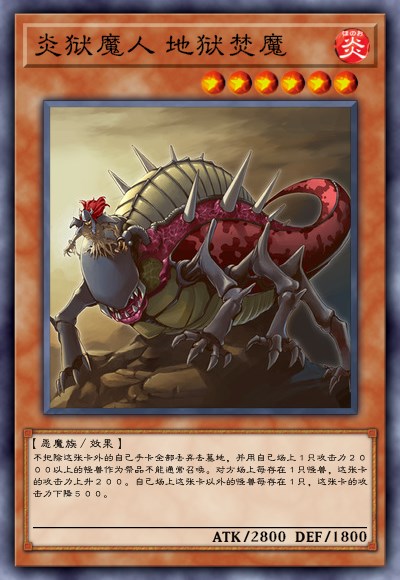 炎狱魔人 地狱焚魔
ほのお
炎
【恶魔族/效果】
不把除这张卡外的自己手卡全部丢弃去墓地，并用自己场上1只攻击力2
000以上的怪兽作为祭品不能通常召唤。对方场上每存在1只怪兽，这张卡
的攻击力上升200。自己场上这张卡以外的怪兽每存在1只，这张卡的攻
击力下降500。
ATK/2800 DEF/1800